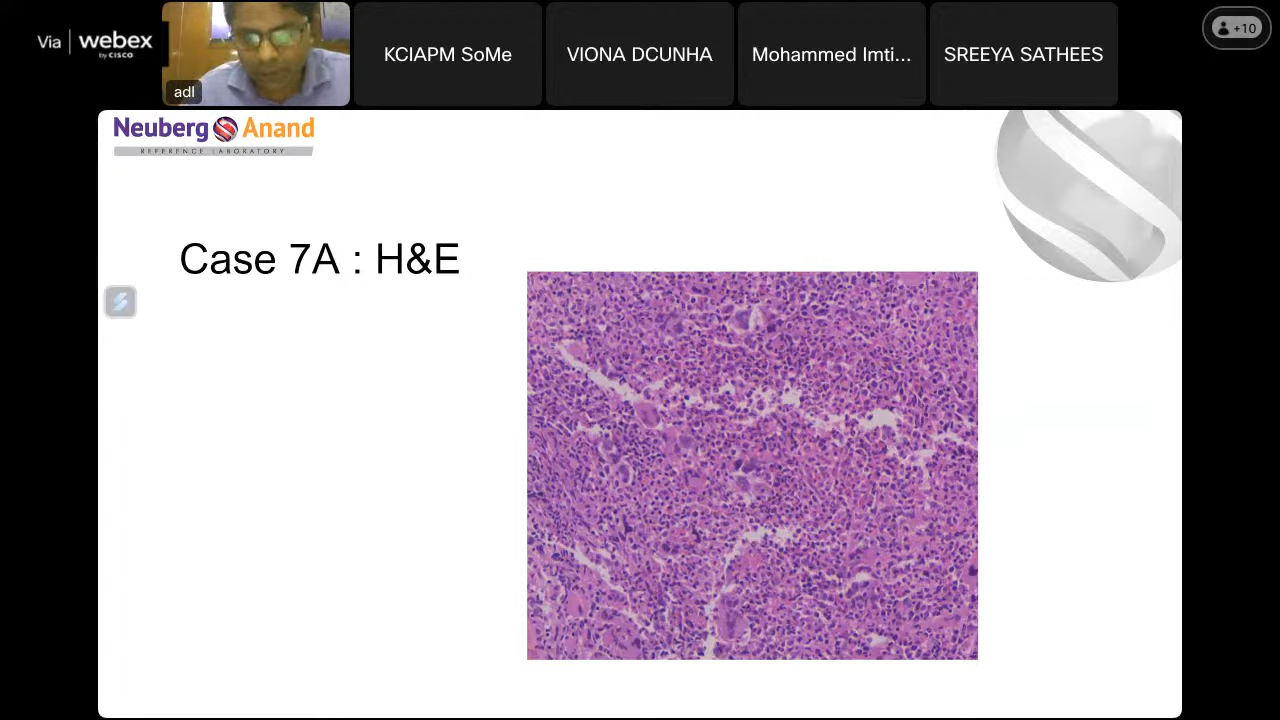 Via webex
by CISCO
adl
KCIAPM SoMe
VIONA DCUNHA
Mohammed Imti...
SREEYA SATHEES
+10
Neuberg Anand
REFERENCE LABORATORY
Case 7A : H&E